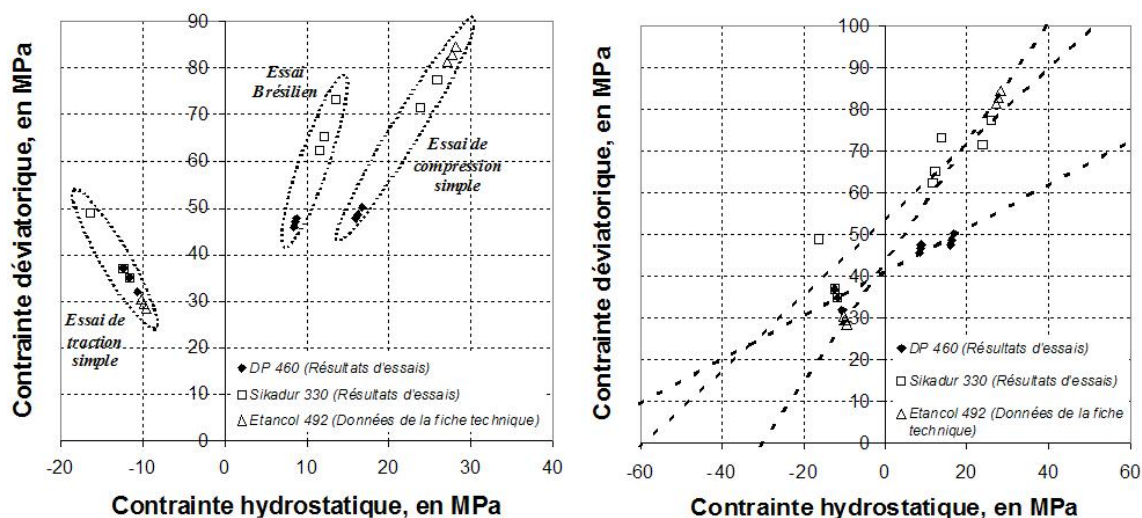 Contrainte déviatorique, en MPa
90
80
70
60
50
40
30
20
10
0
-20
-10
0
10
20
30
40
Contrainte hydrostatique, en MPa
Essai
Brésilien
Essai de
compression
simple
Essai de
traction
simple
DP 460 (Résultats d'essais)
Sikadur 330 (Résultats d'essais)
Etancol 492 (Données de la fiche technique)
Contrainte déviatorique, en MPa
100
90
80
70
60
50
40
30
20
10
0
-60
-40
-20
0
20
40
60
Contrainte hydrostatique, en MPa
DP 460 (Résultats d'essais)
Sikadur 330 (Résultats d'essais)
Etancol 492 (Données de la fiche
technique)